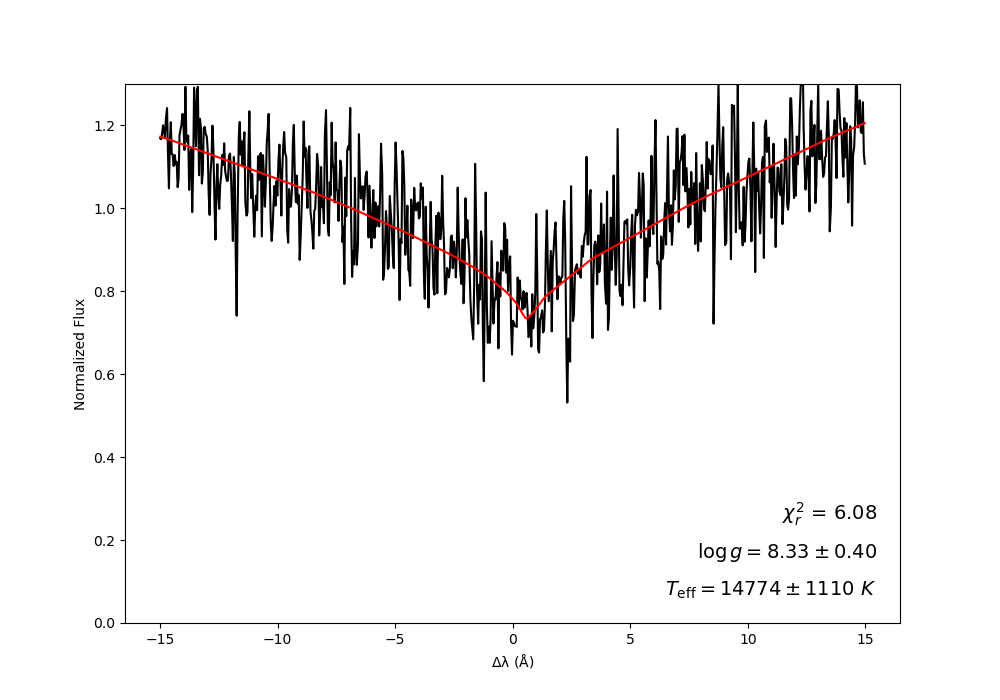 1.2
1.0
0.8
0.6
0.4
0.2
0.0
Normalized Flux
χ²ᵣ = 6.08
log g = 8.33 ± 0.40
T_eff = 14774 ± 1110 K
−15 −10 −5 0 5 10 15
Δλ (Å)